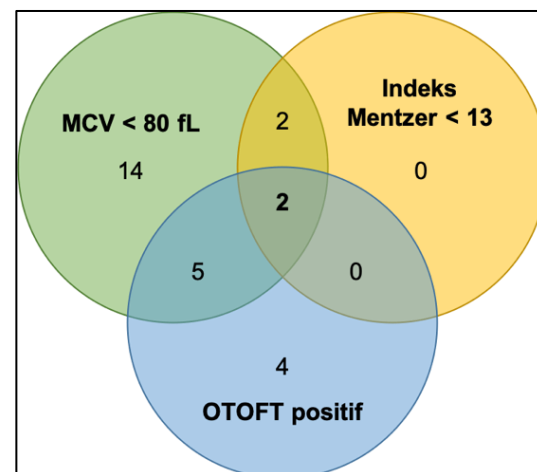 MCV < 80 fL
14
2
Indeks
Mentzer < 13
0
2
5
0
4
OTOFT positif